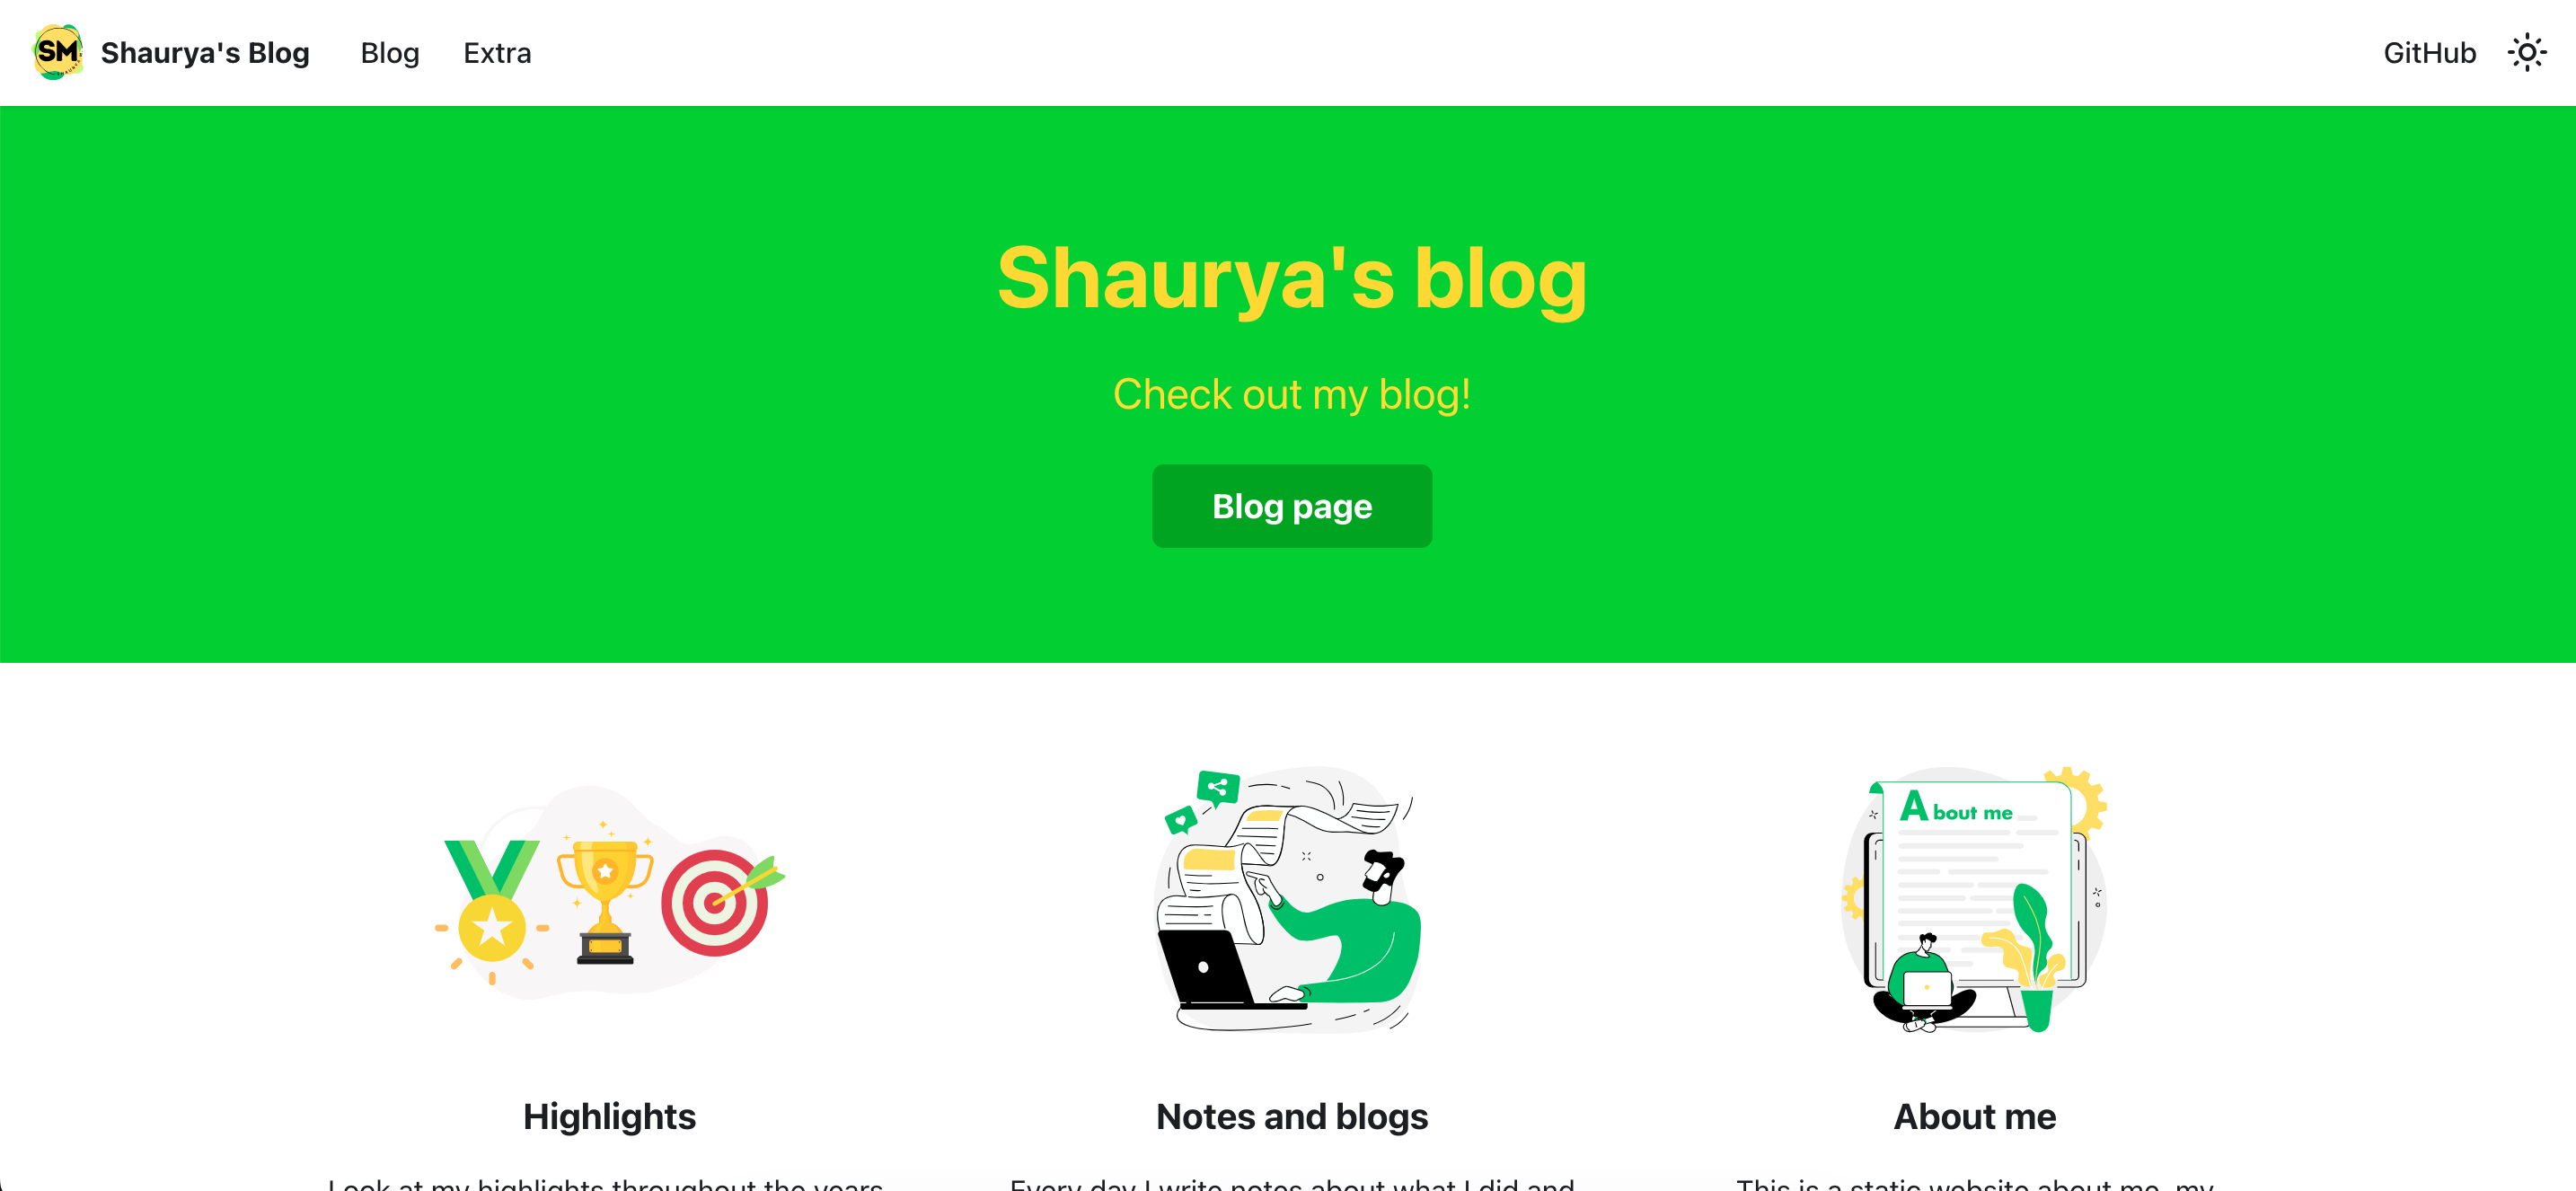 SM
Shaurya's Blog
Blog
Extra
GitHub
Shaurya's blog
Check out my blog!
Blog page
About me
Highlights
Notes and blogs
About me
Look at my highlights throughout the years
Every day I write notes about what I did and
This is a static website about me, my